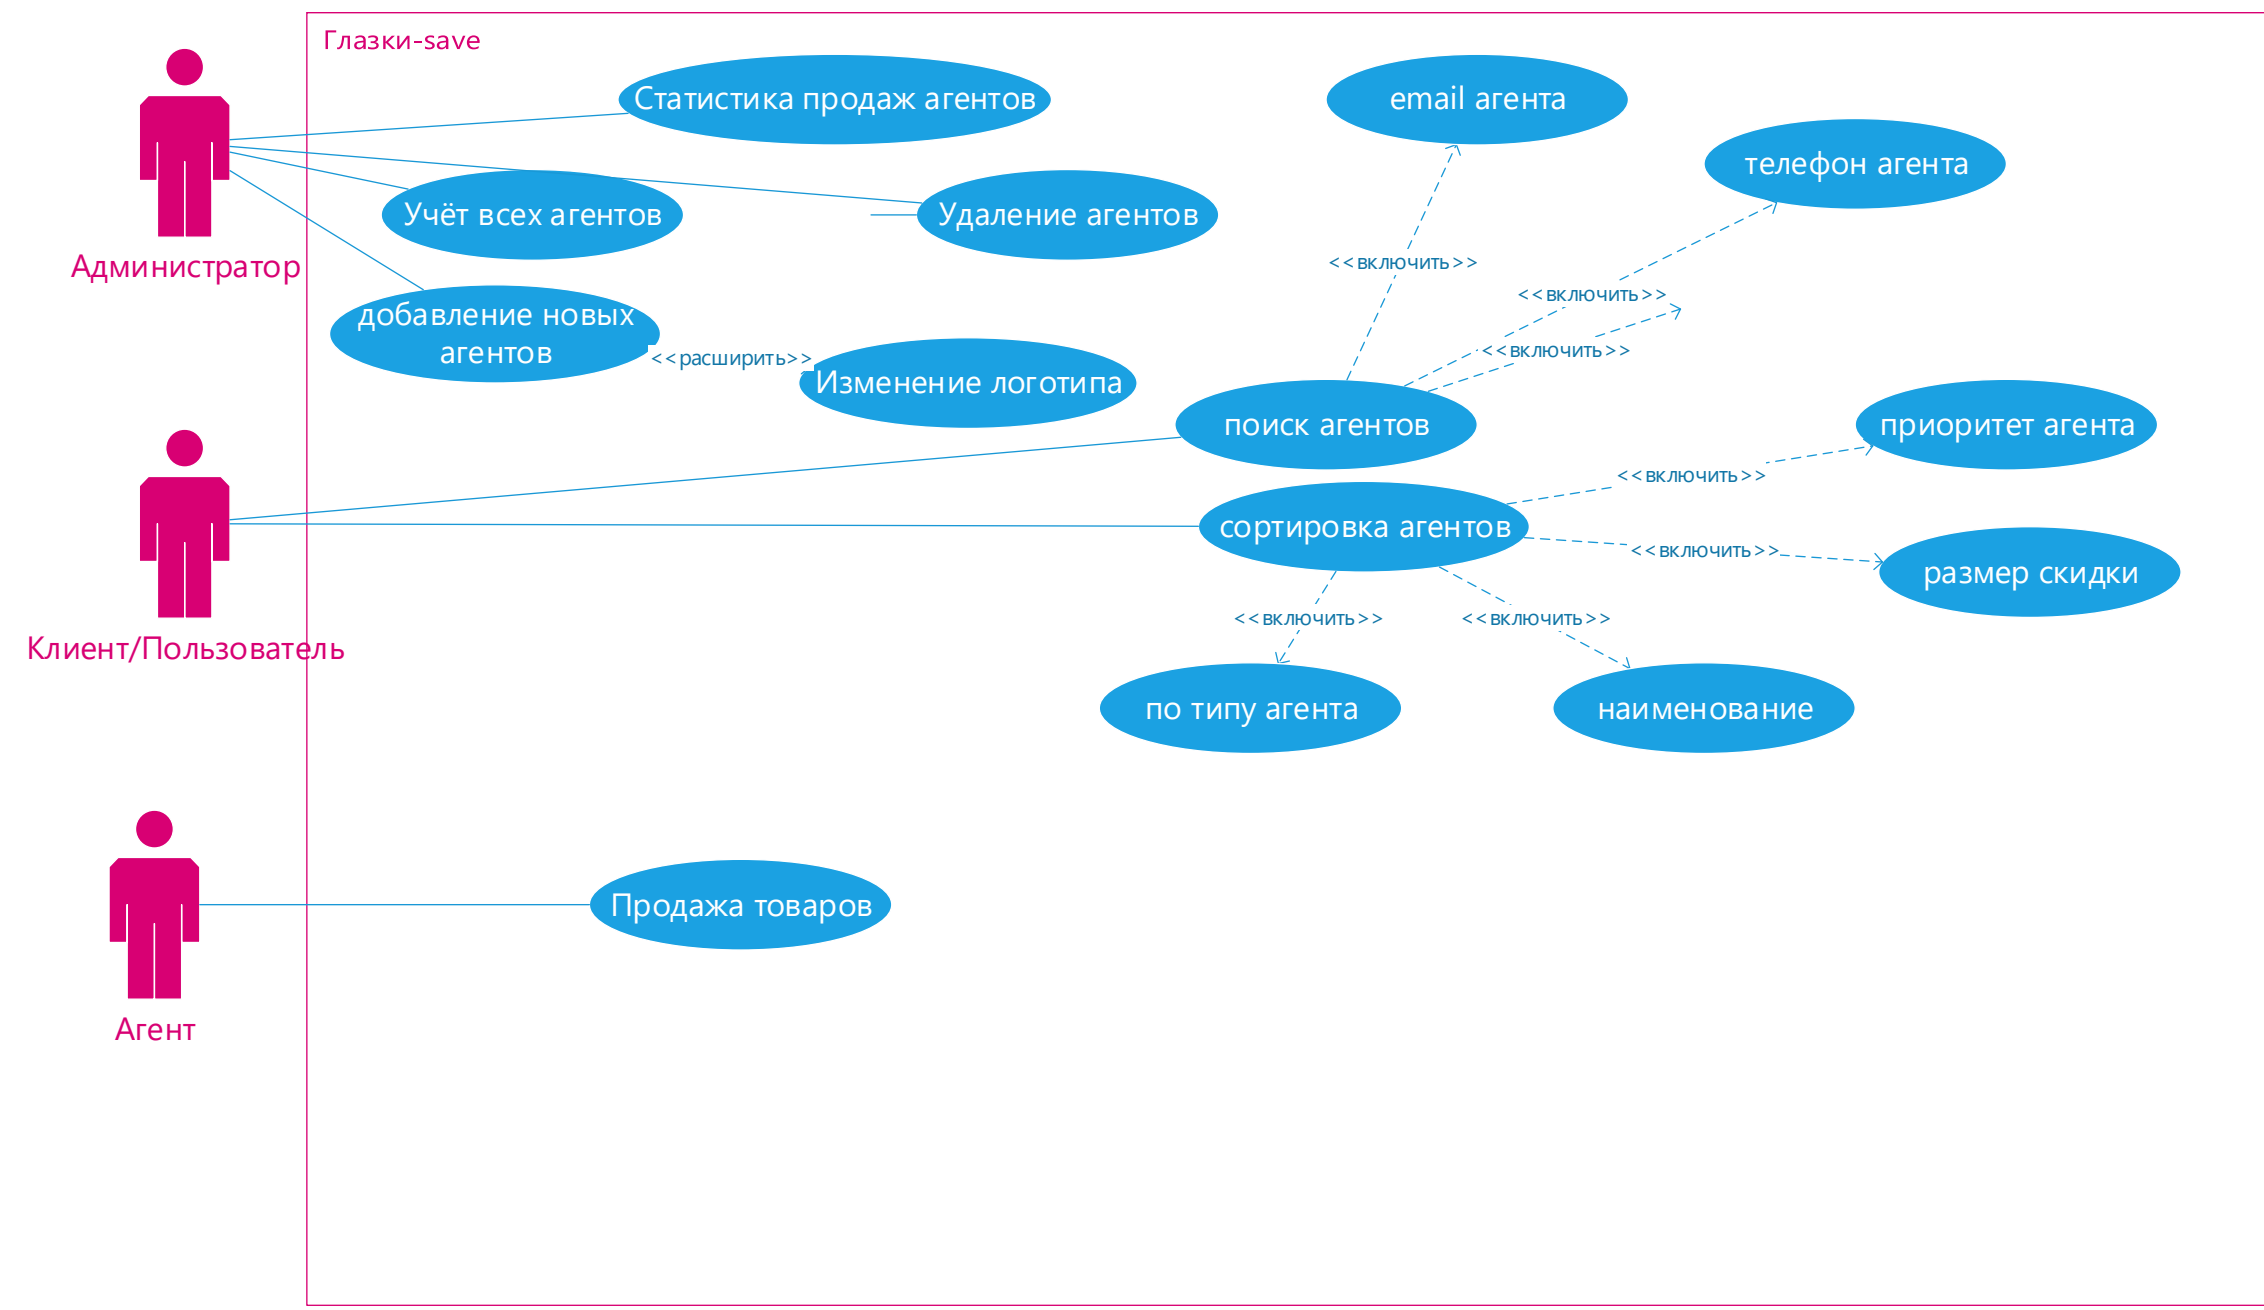 Глазки-save
Статистика продаж агентов
email агента
телефон агента
Учёт всех агентов
Удаление агентов
Администратор
<<включить>>
<<включить>>
добавление новых
агентов
<<включить>>
<<расширить>>
Изменение логотипа
поиск агентов
приоритет агента
<<включить>>
сортировка агентов
<<включить>>
размер скидки
<<включить>>
<<включить>>
Клиент/Пользователь
по типу агента
наименование
Продажа товаров
Агент